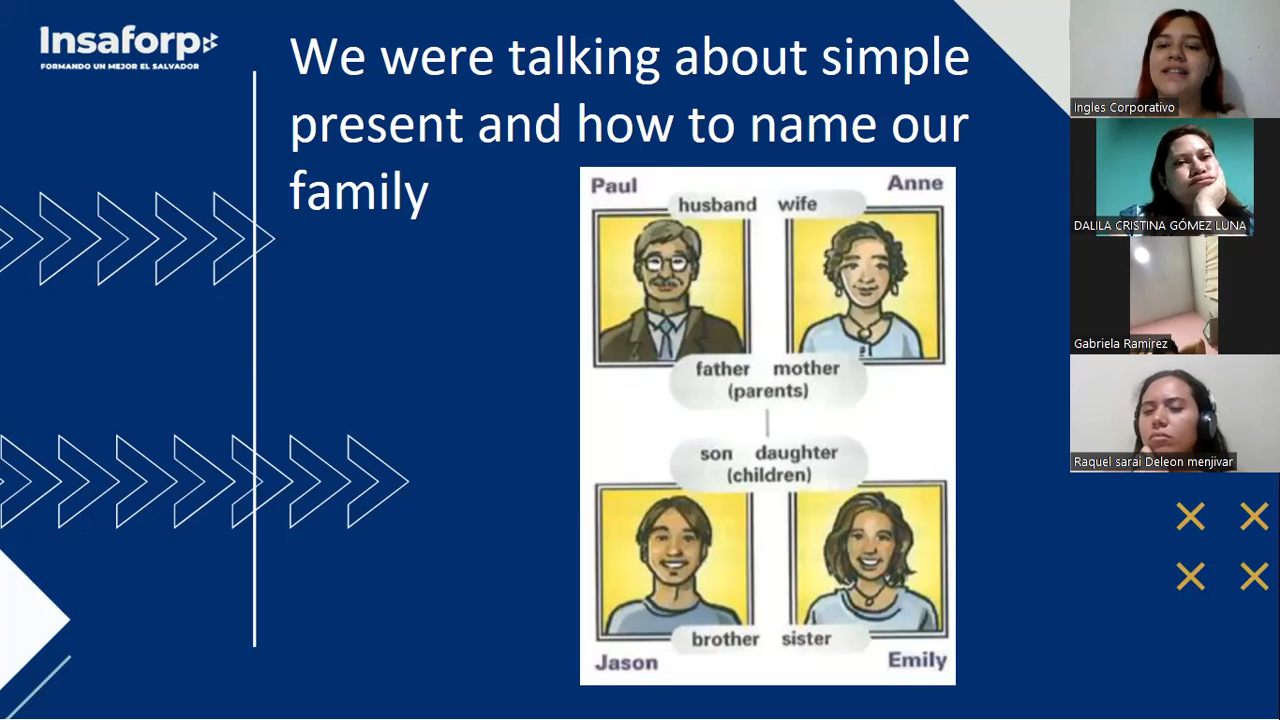 Insaforp
FORMANDO UN MEJOR EL SALVADOR
We were talking about simple
present and how to name our
family
Paul
Anne
husband wife
father mother
(parents)
son daughter
(children)
brother sister
Jason
Emily
Ingles Corporativo
DALILA CRISTINA GÓMEZ LUNA
Gabriela Ramirez
Raquel sarai Deleon menjivar